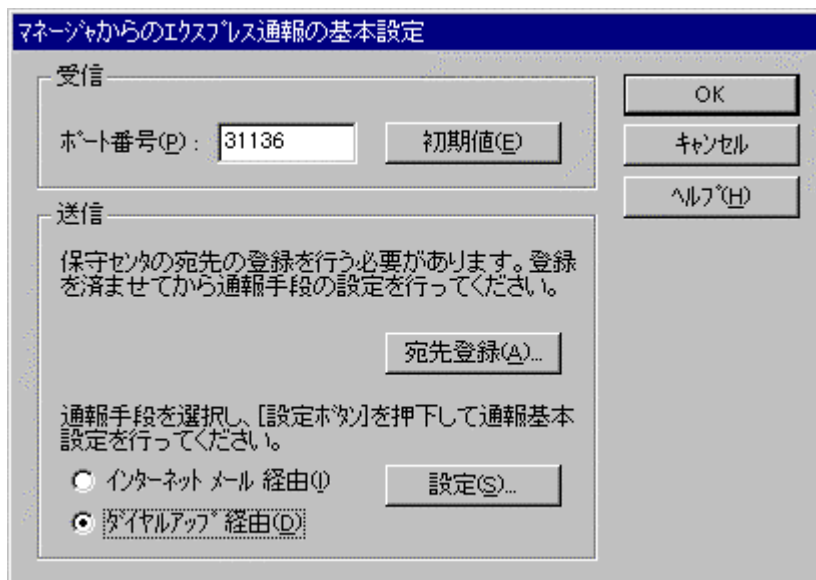 マネージャからのエクスプレス通報の基本設定
受信
ポート番号(P)： 31136 初期値(E)
OK
キャンセル
ヘルプ(H)
送信
保守センタの宛先の登録を行う必要があります。登録
を済ませてから通報手段の設定を行ってください。
宛先登録(A)...
通報手段を選択し、[設定ボタン]を押下して通報基本
設定を行ってください。
インターネット メール 経由(I)
設定(S)...
ダイヤルアップ 経由(D)